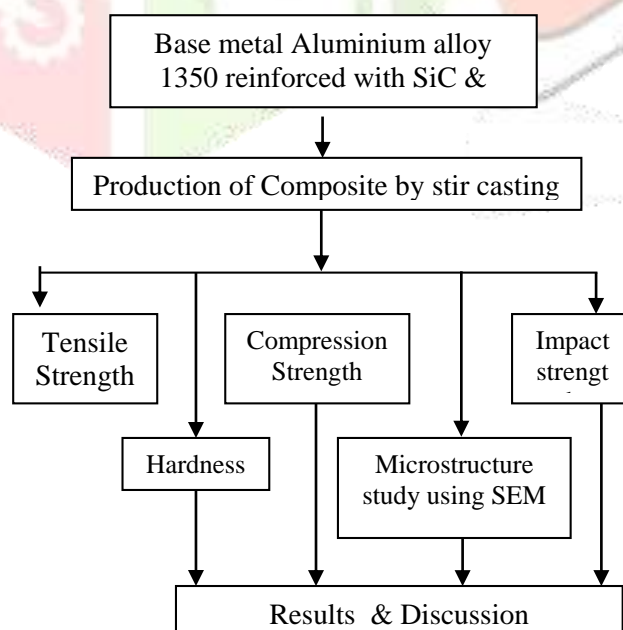 Base metal Aluminium alloy
1350 reinforced with SiC &
Production of Composite by stir casting
Tensile
Strength
Compression
Strength
Impact
strengt
Hardness
Microstructure
study using SEM
Results & Discussion